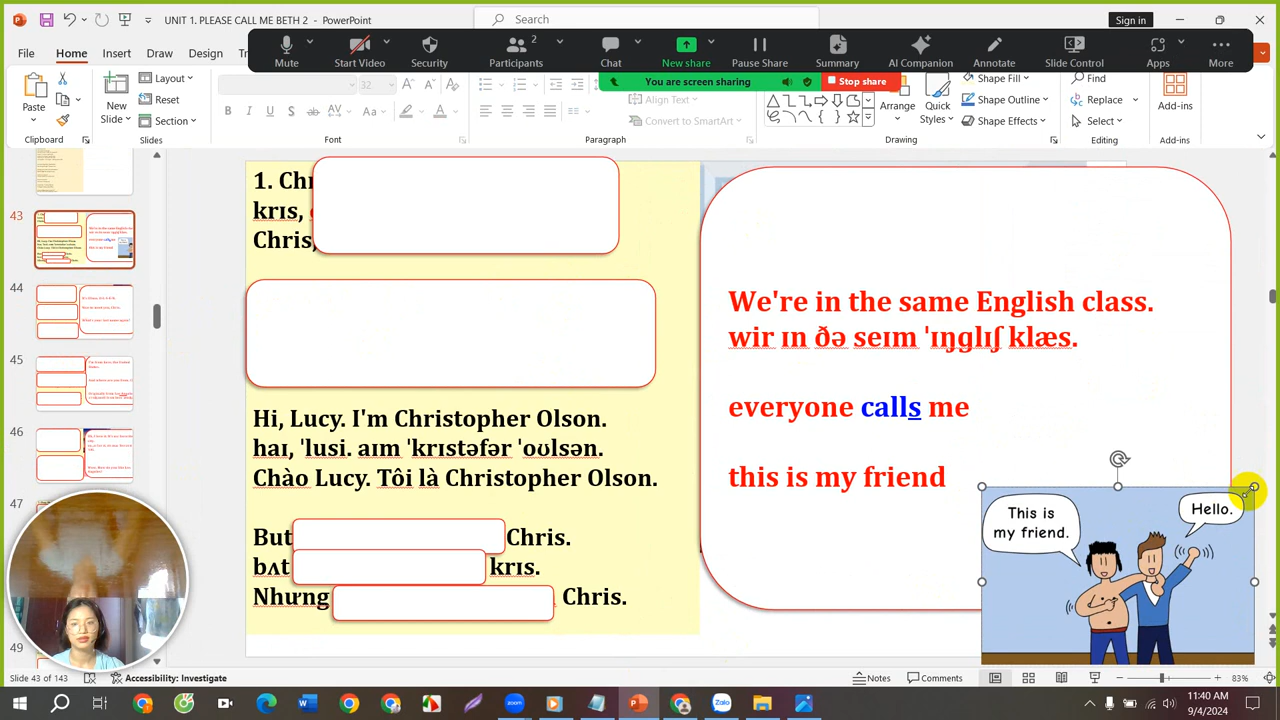 UNIT 1. PLEASE CALL ME BETH 2 - PowerPoint
Search
Sign in
File
Home
Insert
Draw
Design
Mute
Start Video
Security
Participants
2
Chat
New share
Pause Share
Summary
AI Companion
Annotate
Slide Control
Apps
More
You are screen sharing
Stop share
Paste
Clipboard
New
Slide
Layout
Reset
Section
Slides
32
Font
Align Text
Convert to SmartArt
Paragraph
Arrange
Quick
Styles
Shape Fill
Shape Outline
Shape Effects
Drawing
Find
Replace
Select
Editing
Add-ins
Add-ins
43
44
45
46
47
49
1. Chr
krɪs,
Chris,
Hi, Lucy. I'm Christopher Olson.
haɪ, ˈlusi. aɪm ˈkrɪstəfər ˈoʊlsən.
Chào Lucy. Tôi là Christopher Olson.
But Chris.
bʌt krɪs.
Nhưng Chris.
We're in the same English class.
wir ɪn ðə seɪm ˈɪŋglɪʃ klæs.
everyone calls me
this is my friend
This is
my friend.
Hello.
Slide 43 of 143
Accessibility: Investigate
Notes
Comments
83%
11:40 AM
9/4/2024